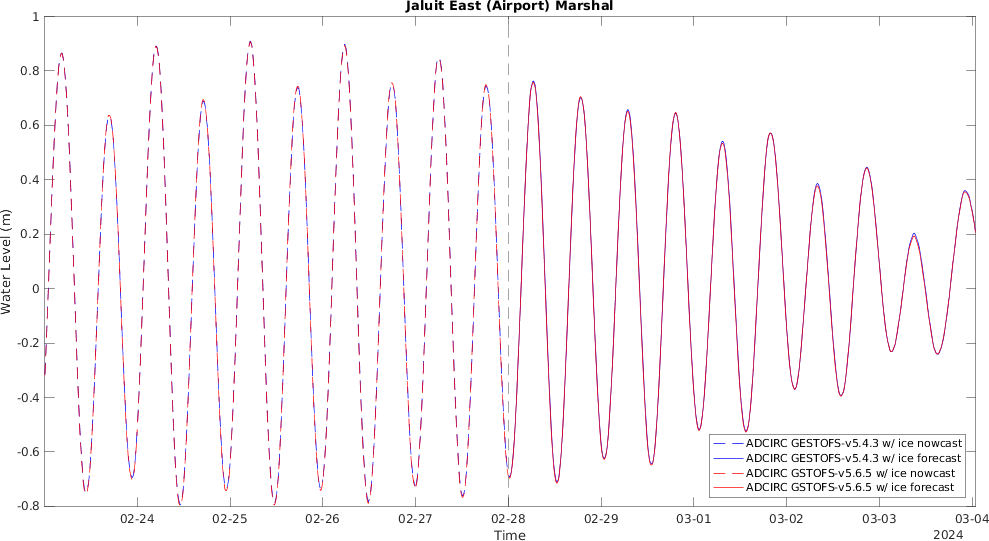 Jaluit East (Airport) Marshal
1
0.8
0.6
0.4
0.2
0
-0.2
-0.4
-0.6
-0.8
Water Level (m)
ADCIRC GESTOFS-v5.4.3 w/ ice nowcast
ADCIRC GESTOFS-v5.4.3 w/ ice forecast
ADCIRC GSTOFS-v5.6.5 w/ ice nowcast
ADCIRC GSTOFS-v5.6.5 w/ ice forecast
02-24 02-25 02-26 02-27 02-28 02-29 03-01 03-02 03-03 03-04
Time
2024